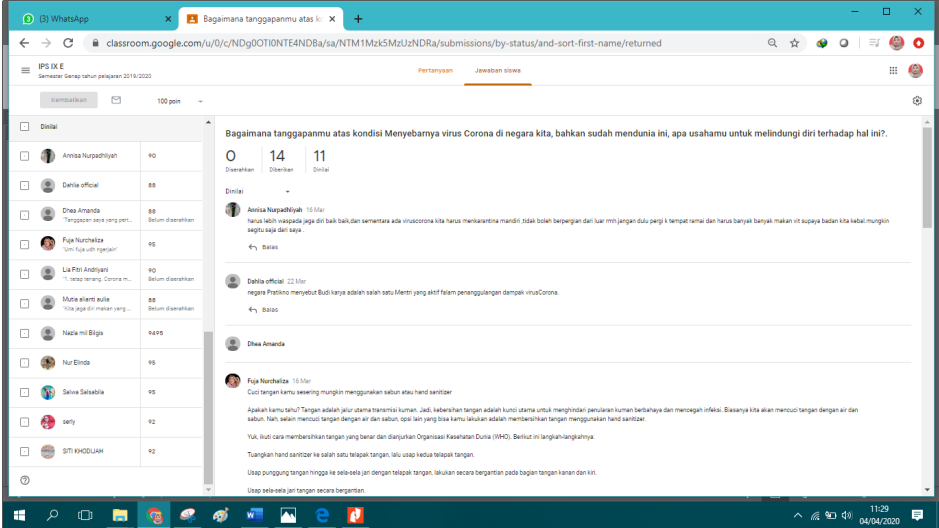 (3) WhatsApp
Bagaimana tanggapanmu atas ko
classroom.google.com/u/0/c/NDg0OTI0NTE4NDBa/sa/NTM1Mzk5MzUzNDRa/submissions/by-status/and-sort-first-name/returned
IPS IX E
Semester Genap tahun pelajaran 2019/2020
Pertanyaan
Jawaban siswa
Kembalikan
100 poin
Dinilai
Annisa Nurpadhliyah
90
Dahlia official
88
Dhea Amanda
"Tanggapan saya yang pert...
88
Belum diserahkan
Fuja Nurchaliza
"Umi fuja udh ngerjain"
95
Lia Fitri Andriyani
"1. tetap tenang. Corona m...
90
Belum diserahkan
Mutia alianti aulia
"Kita jaga diri makan yang ...
88
Belum diserahkan
Nazla mil Bilgis
9495
Nur Elinda
95
Salwa Salsabila
95
serly
92
SITI KHODIJAH
92
Bagaimana tanggapanmu atas kondisi Menyebarnya virus Corona di negara kita, bahkan sudah mendunia ini, apa usahamu untuk melindungi diri terhadap hal ini?.
0
Diserahkan
14
Diberikan
11
Dinilai
Dinilai
Annisa Nurpadhliyah 16 Mar
harus lebih waspada jaga diri baik baik,dan sementara ada viruscorona kita harus menkarantina mandiri ,tidak boleh berpergian dari luar rmh.jangan dulu pergi k tempat ramai dan harus banyak banyak makan vit supaya badan kita kebal.mungkin
segitu saja dari saya .
Balas
Dahlia official 22 Mar
negara Pratikno menyebut Budi karya adalah salah satu Mentri yang aktif falam penanggulangan dampak virusCorona.
Balas
Dhea Amanda
Fuja Nurchaliza 16 Mar
Cuci tangan kamu sesering mungkin menggunakan sabun atau hand sanitizer
Apakah kamu tahu? Tangan adalah jalur utama transmisi kuman. Jadi, kebersihan tangan adalah kunci utama untuk menghindari penularan kuman berbahaya dan mencegah infeksi. Biasanya kita akan mencuci tangan dengan air dan
sabun. Nah, selain mencuci tangan dengan air dan sabun, opsi lain yang bisa kamu lakukan adalah membersihkan tangan menggunakan hand sanitizer.
Yuk, ikuti cara membersihkan tangan yang benar dan dianjurkan Organisasi Kesehatan Dunia (WHO). Berikut ini langkah-langkahnya:
Tuangkan hand sanitizer ke salah satu telapak tangan, lalu usap kedua telapak tangan.
Usap punggung tangan hingga ke sela-sela jari dengan telapak tangan, lakukan secara bergantian pada bagian tangan kanan dan kiri.
Usap sela-sela jari tangan secara bergantian.
11:29
04/04/2020